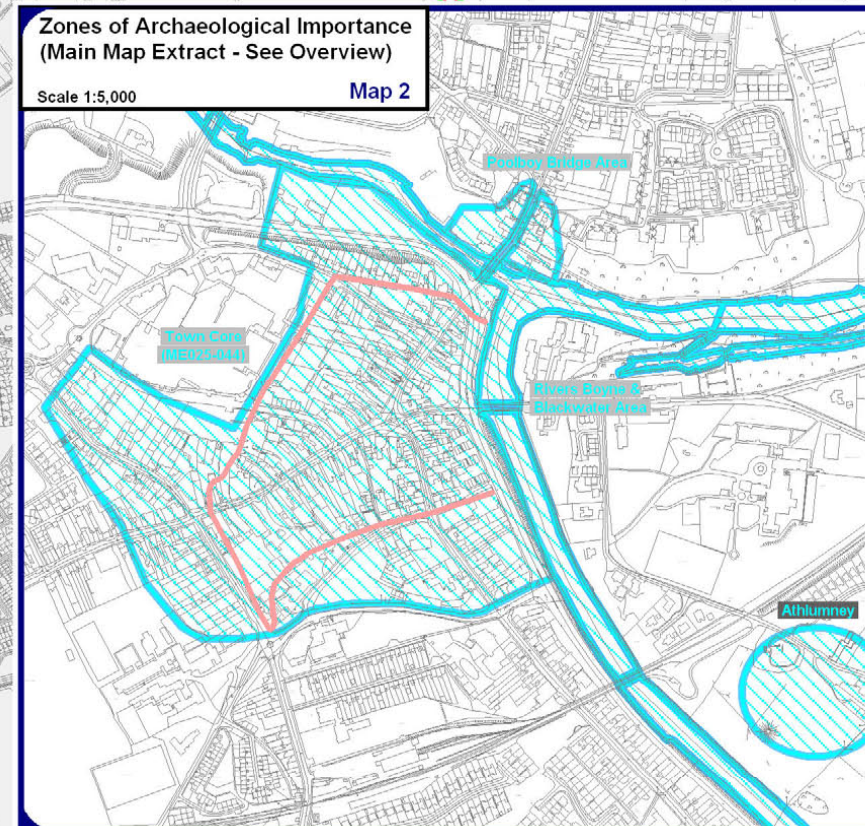 Zones of Archaeological Importance
(Main Map Extract - See Overview)
Scale 1:5,000
Map 2
Poolboy Bridge Area
Town Core
(ME025-044)
Rivers Boyne &
Blackwater Area
Athlumney